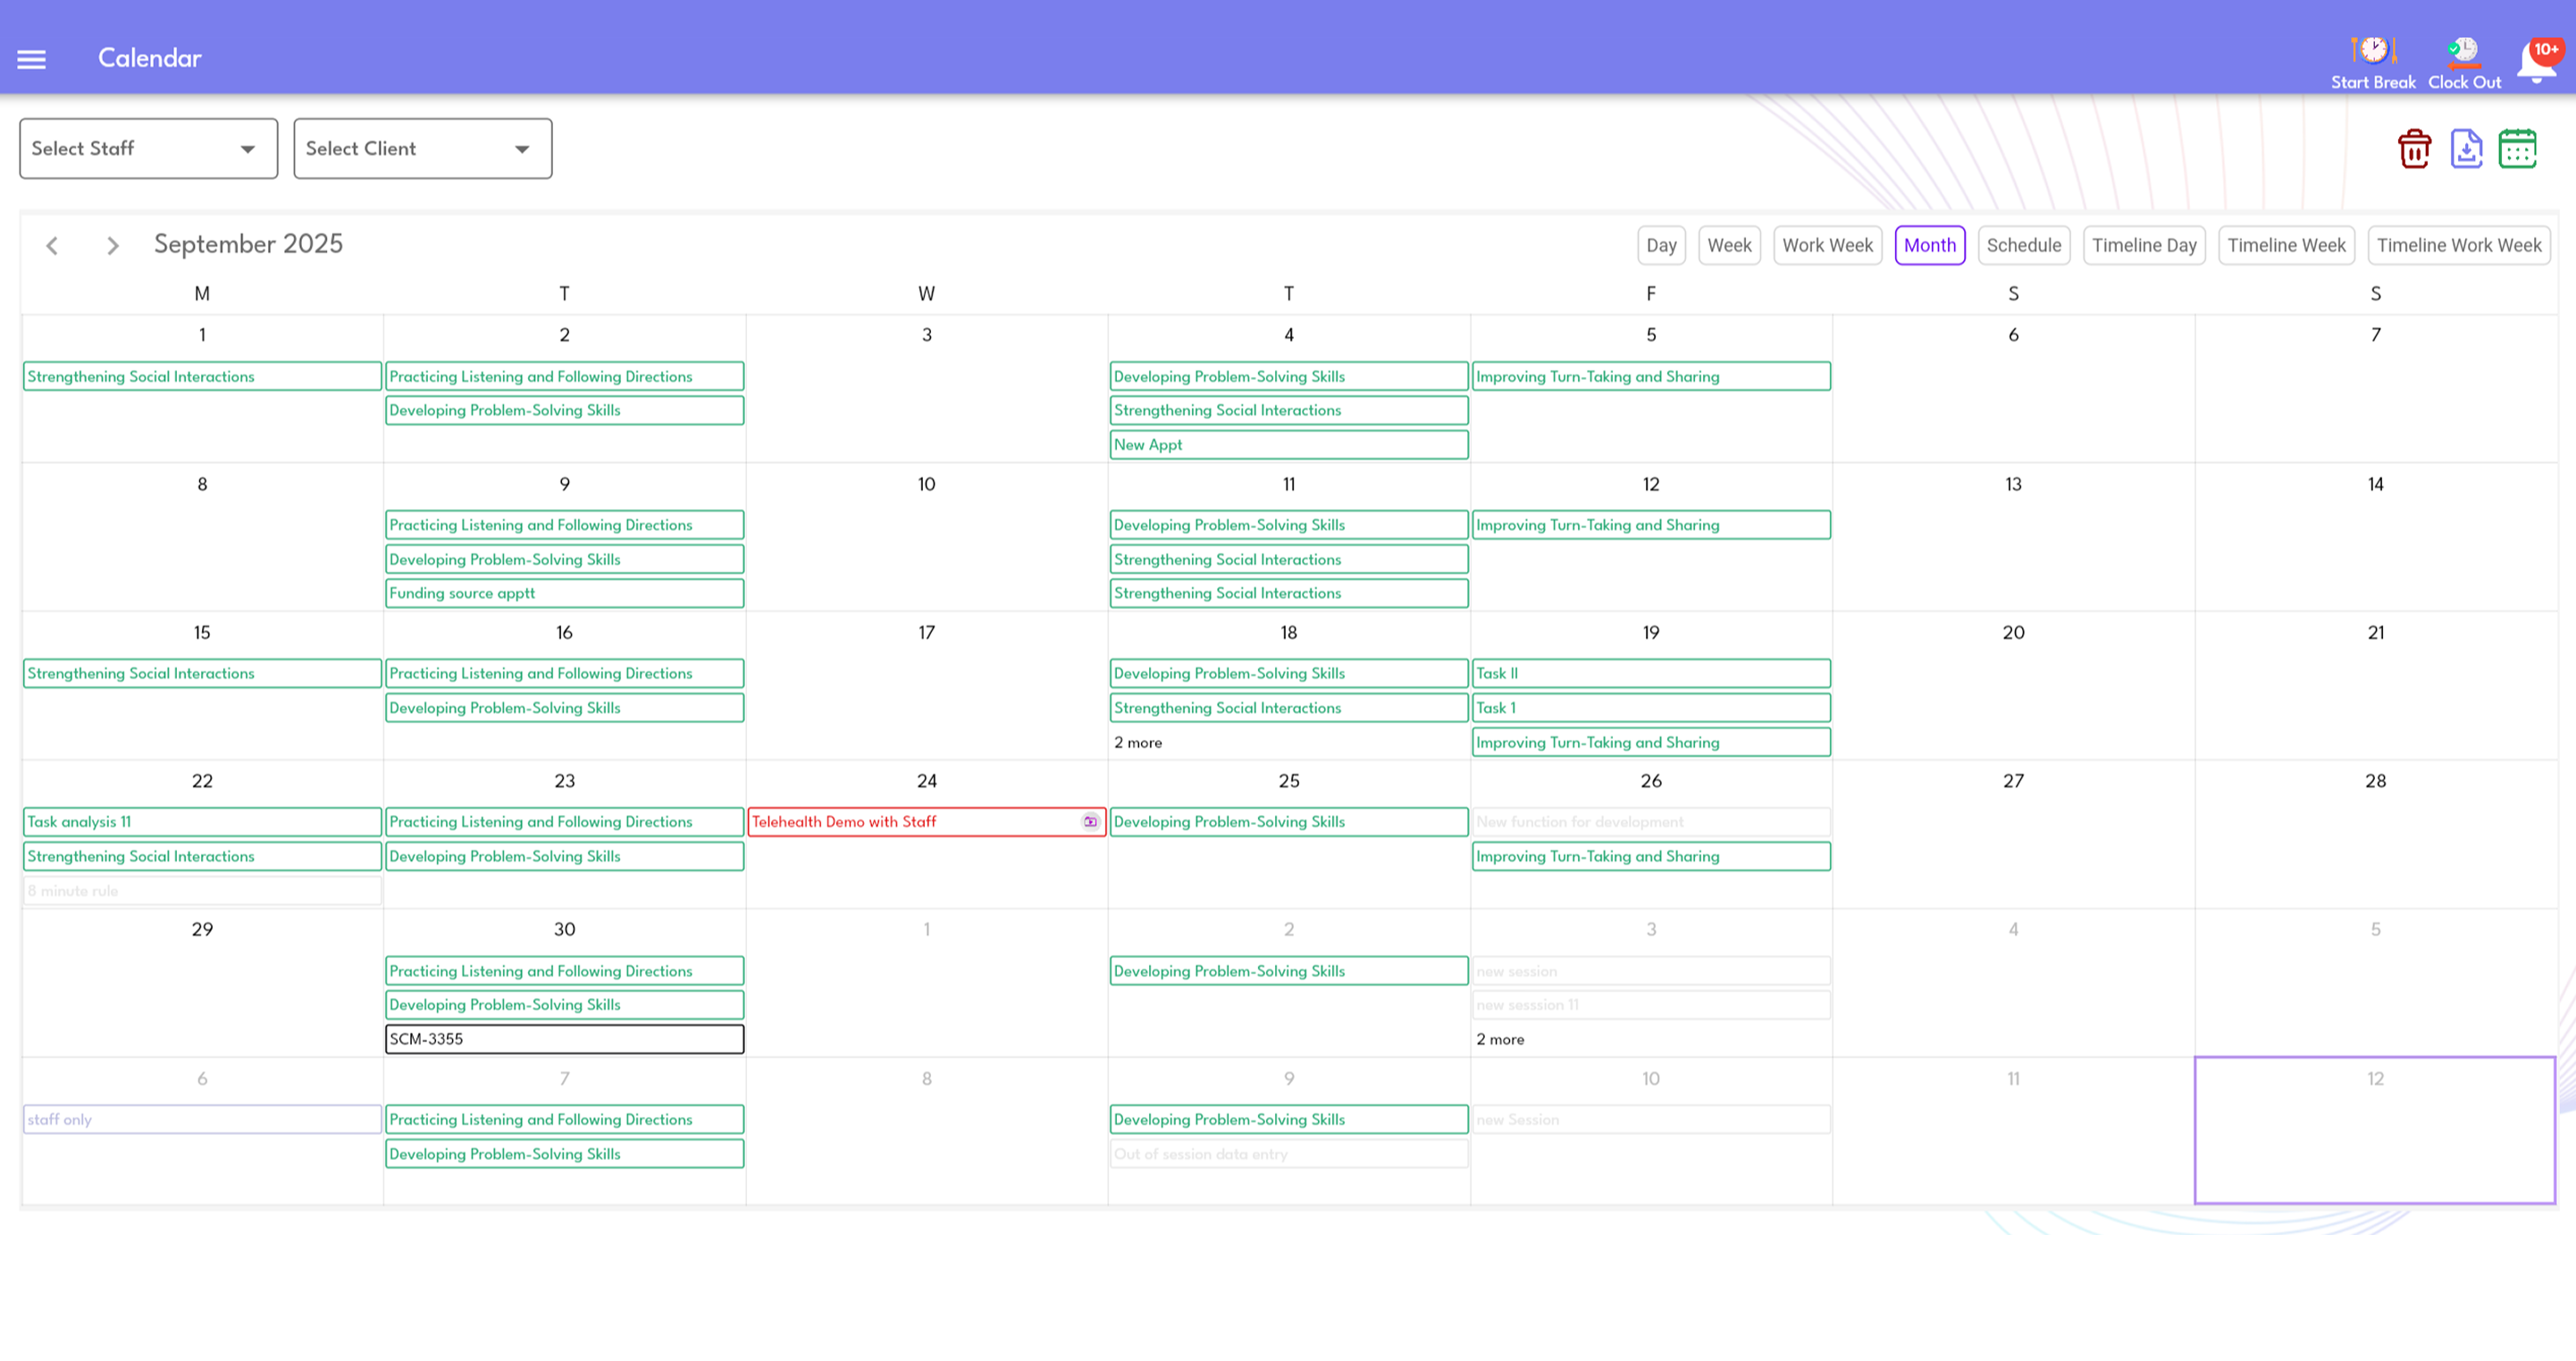 Calendar
Start Break Clock Out 10+
Select Staff Select Client
September 2025 Day Week Work Week Month Schedule Timeline Day Timeline Week Timeline Work Week
M T W T F S S
1 2 3 4 5 6 7
Strengthening Social Interactions Practicing Listening and Following Directions Developing Problem-Solving Skills Improving Turn-Taking and Sharing
Developing Problem-Solving Skills Strengthening Social Interactions
New Appt
8 9 10 11 12 13 14
Practicing Listening and Following Directions Developing Problem-Solving Skills Improving Turn-Taking and Sharing
Developing Problem-Solving Skills Strengthening Social Interactions
Funding source apptt Strengthening Social Interactions
15 16 17 18 19 20 21
Strengthening Social Interactions Practicing Listening and Following Directions Developing Problem-Solving Skills Task II
Developing Problem-Solving Skills Strengthening Social Interactions Task 1
2 more Improving Turn-Taking and Sharing
22 23 24 25 26 27 28
Task analysis 11 Practicing Listening and Following Directions Telehealth Demo with Staff Developing Problem-Solving Skills New function for development
Strengthening Social Interactions Developing Problem-Solving Skills Improving Turn-Taking and Sharing
8 minute rule
29 30 1 2 3 4 5
Practicing Listening and Following Directions Developing Problem-Solving Skills new session
Developing Problem-Solving Skills new sesssion 11
SCM-3355 2 more
6 7 8 9 10 11 12
staff only Practicing Listening and Following Directions Developing Problem-Solving Skills new Session
Developing Problem-Solving Skills Out of session data entry